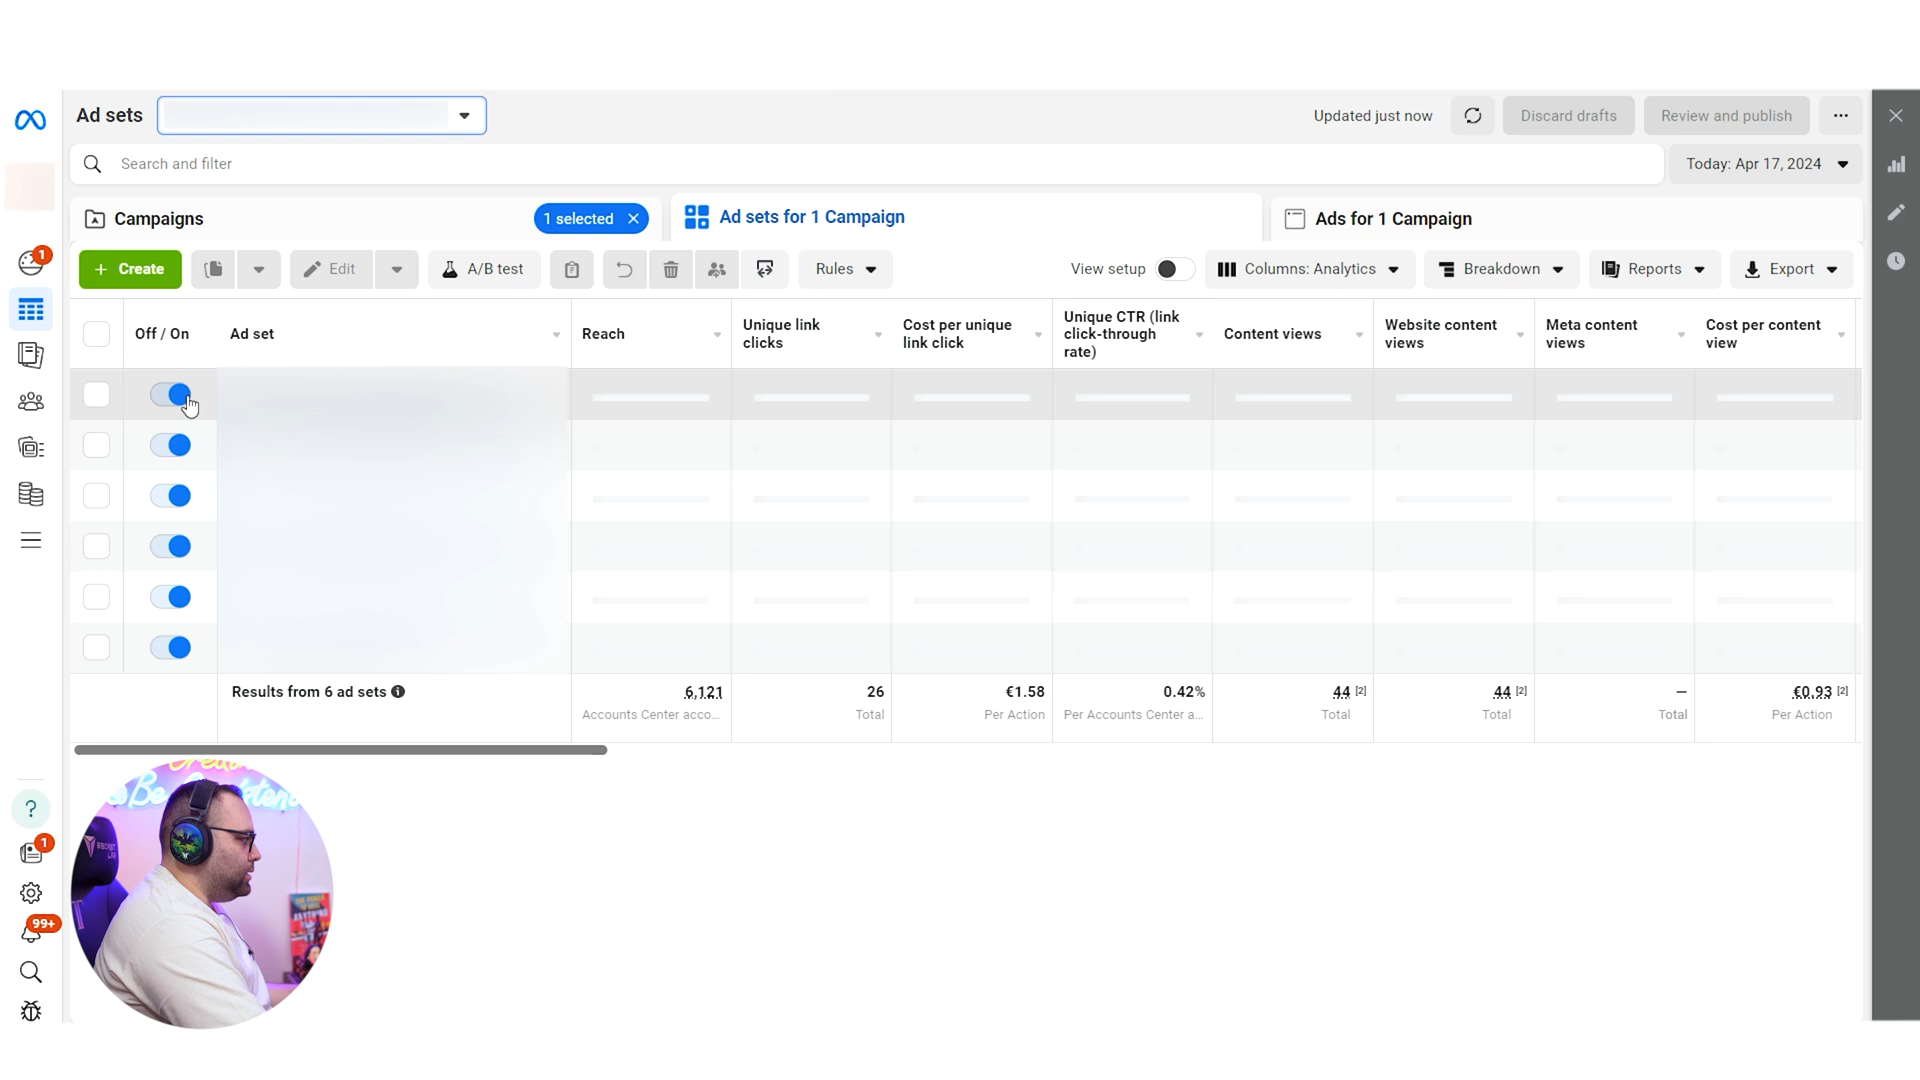 Ad sets
Updated just now
Discard drafts
Review and publish
Search and filter
Today: Apr 17, 2024
Campaigns
1 selected
Ad sets for 1 Campaign
Ads for 1 Campaign
+ Create
Edit
A/B test
Rules
View setup
Columns: Analytics
Breakdown
Reports
Export
Off / On
Ad set
Reach
Unique link
clicks
Cost per unique
link click
Unique CTR (link
click-through
rate)
Content views
Website content
views
Meta content
views
Cost per content
view
Results from 6 ad sets
6,121
Accounts Center acco...
26
Total
€1.58
Per Action
0.42%
Per Accounts Center a...
44 [2]
Total
44 [2]
Total
—
Total
€0.93 [2]
Per Action
1
?
1
99+
Be
ANYTHING